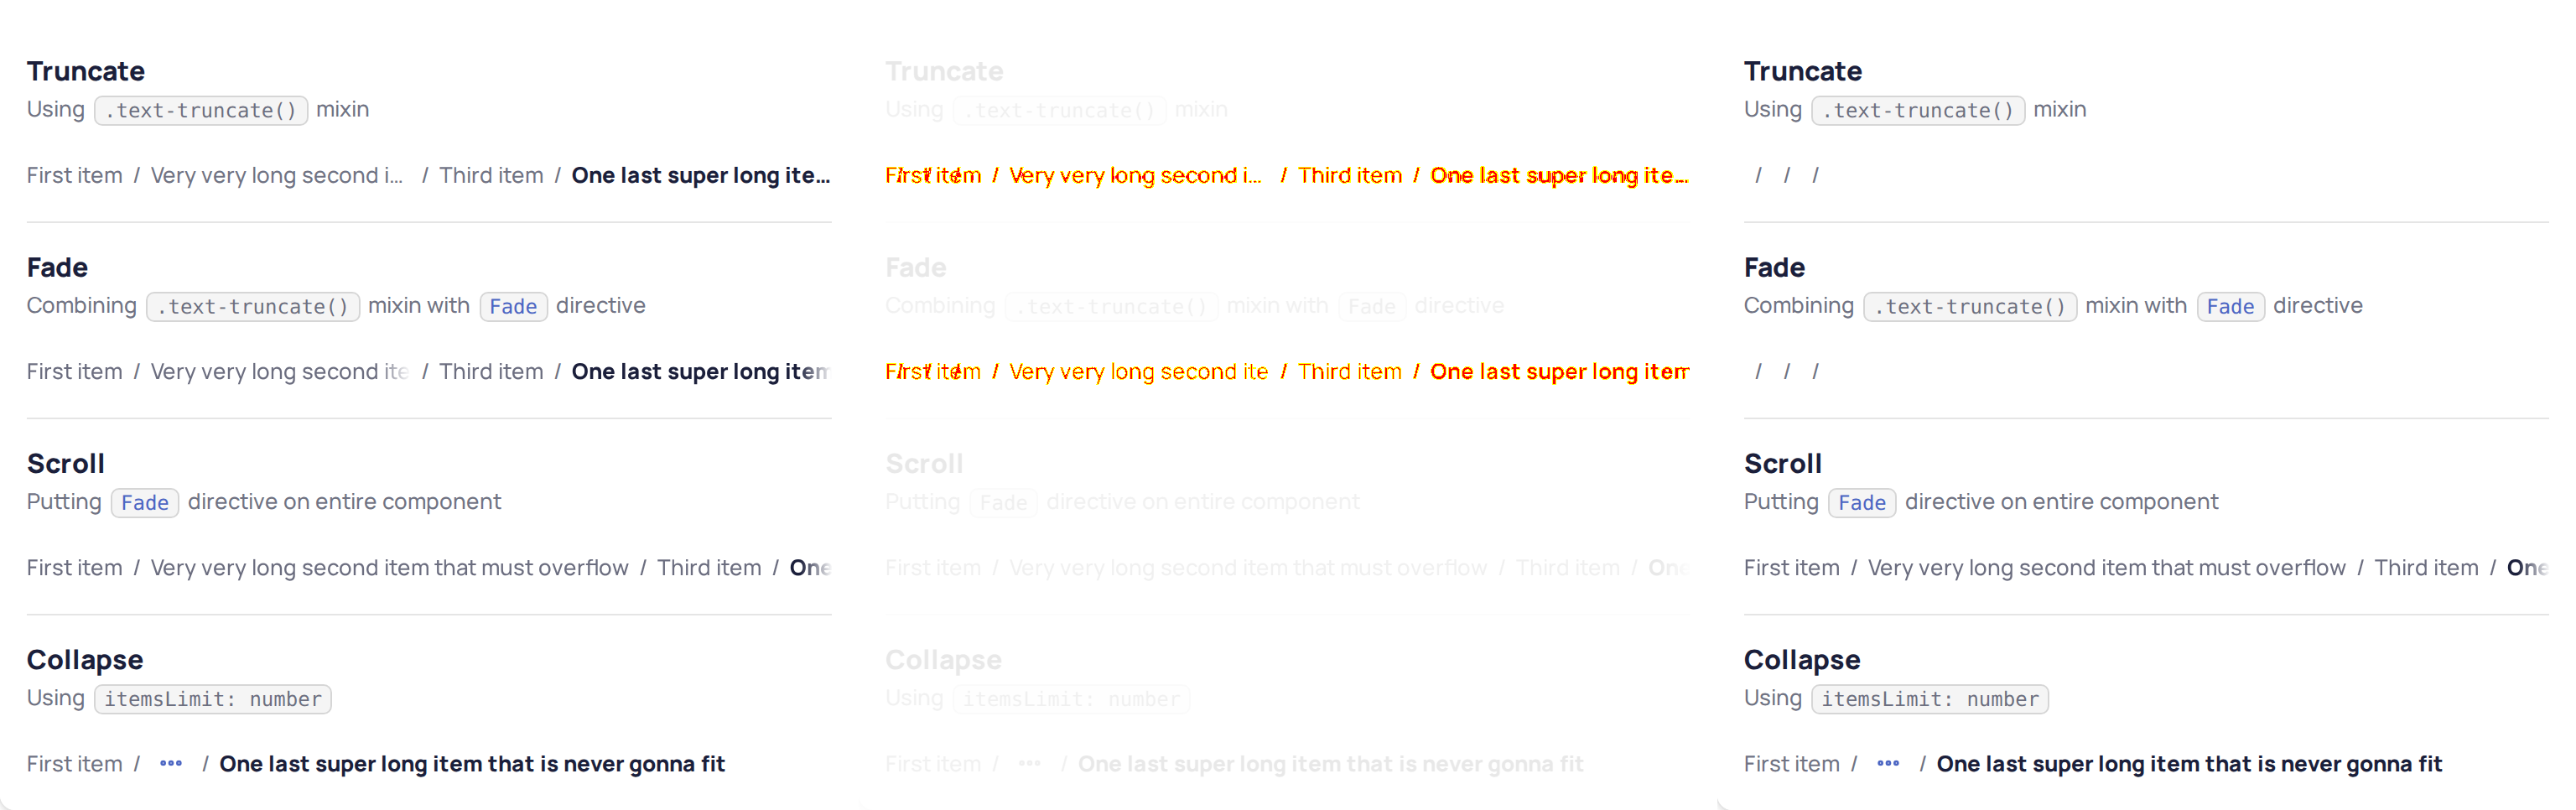 Truncate
Using .text-truncate() mixin
First item / Very very long second i... / Third item / One last super long ite...
Fade
Combining .text-truncate() mixin with Fade directive
First item / Very very long second ite / Third item / One last super long item
Scroll
Putting Fade directive on entire component
First item / Very very long second item that must overflow / Third item / One
Collapse
Using itemsLimit: number
First item / ••• / One last super long item that is never gonna fit
Truncate
Using .text-truncate() mixin
First item / Very very long second i... / Third item / One last super long ite...
Fade
Combining .text-truncate() mixin with Fade directive
First item / Very very long second ite / Third item / One last super long item
Scroll
Putting Fade directive on entire component
First item / Very very long second item that must overflow / Third item / One
Collapse
Using itemsLimit: number
First item / ••• / One last super long item that is never gonna fit
Truncate
Using .text-truncate() mixin
/ / /
Fade
Combining .text-truncate() mixin with Fade directive
/ / /
Scroll
Putting Fade directive on entire component
First item / Very very long second item that must overflow / Third item / One
Collapse
Using itemsLimit: number
First item / ••• / One last super long item that is never gonna fit